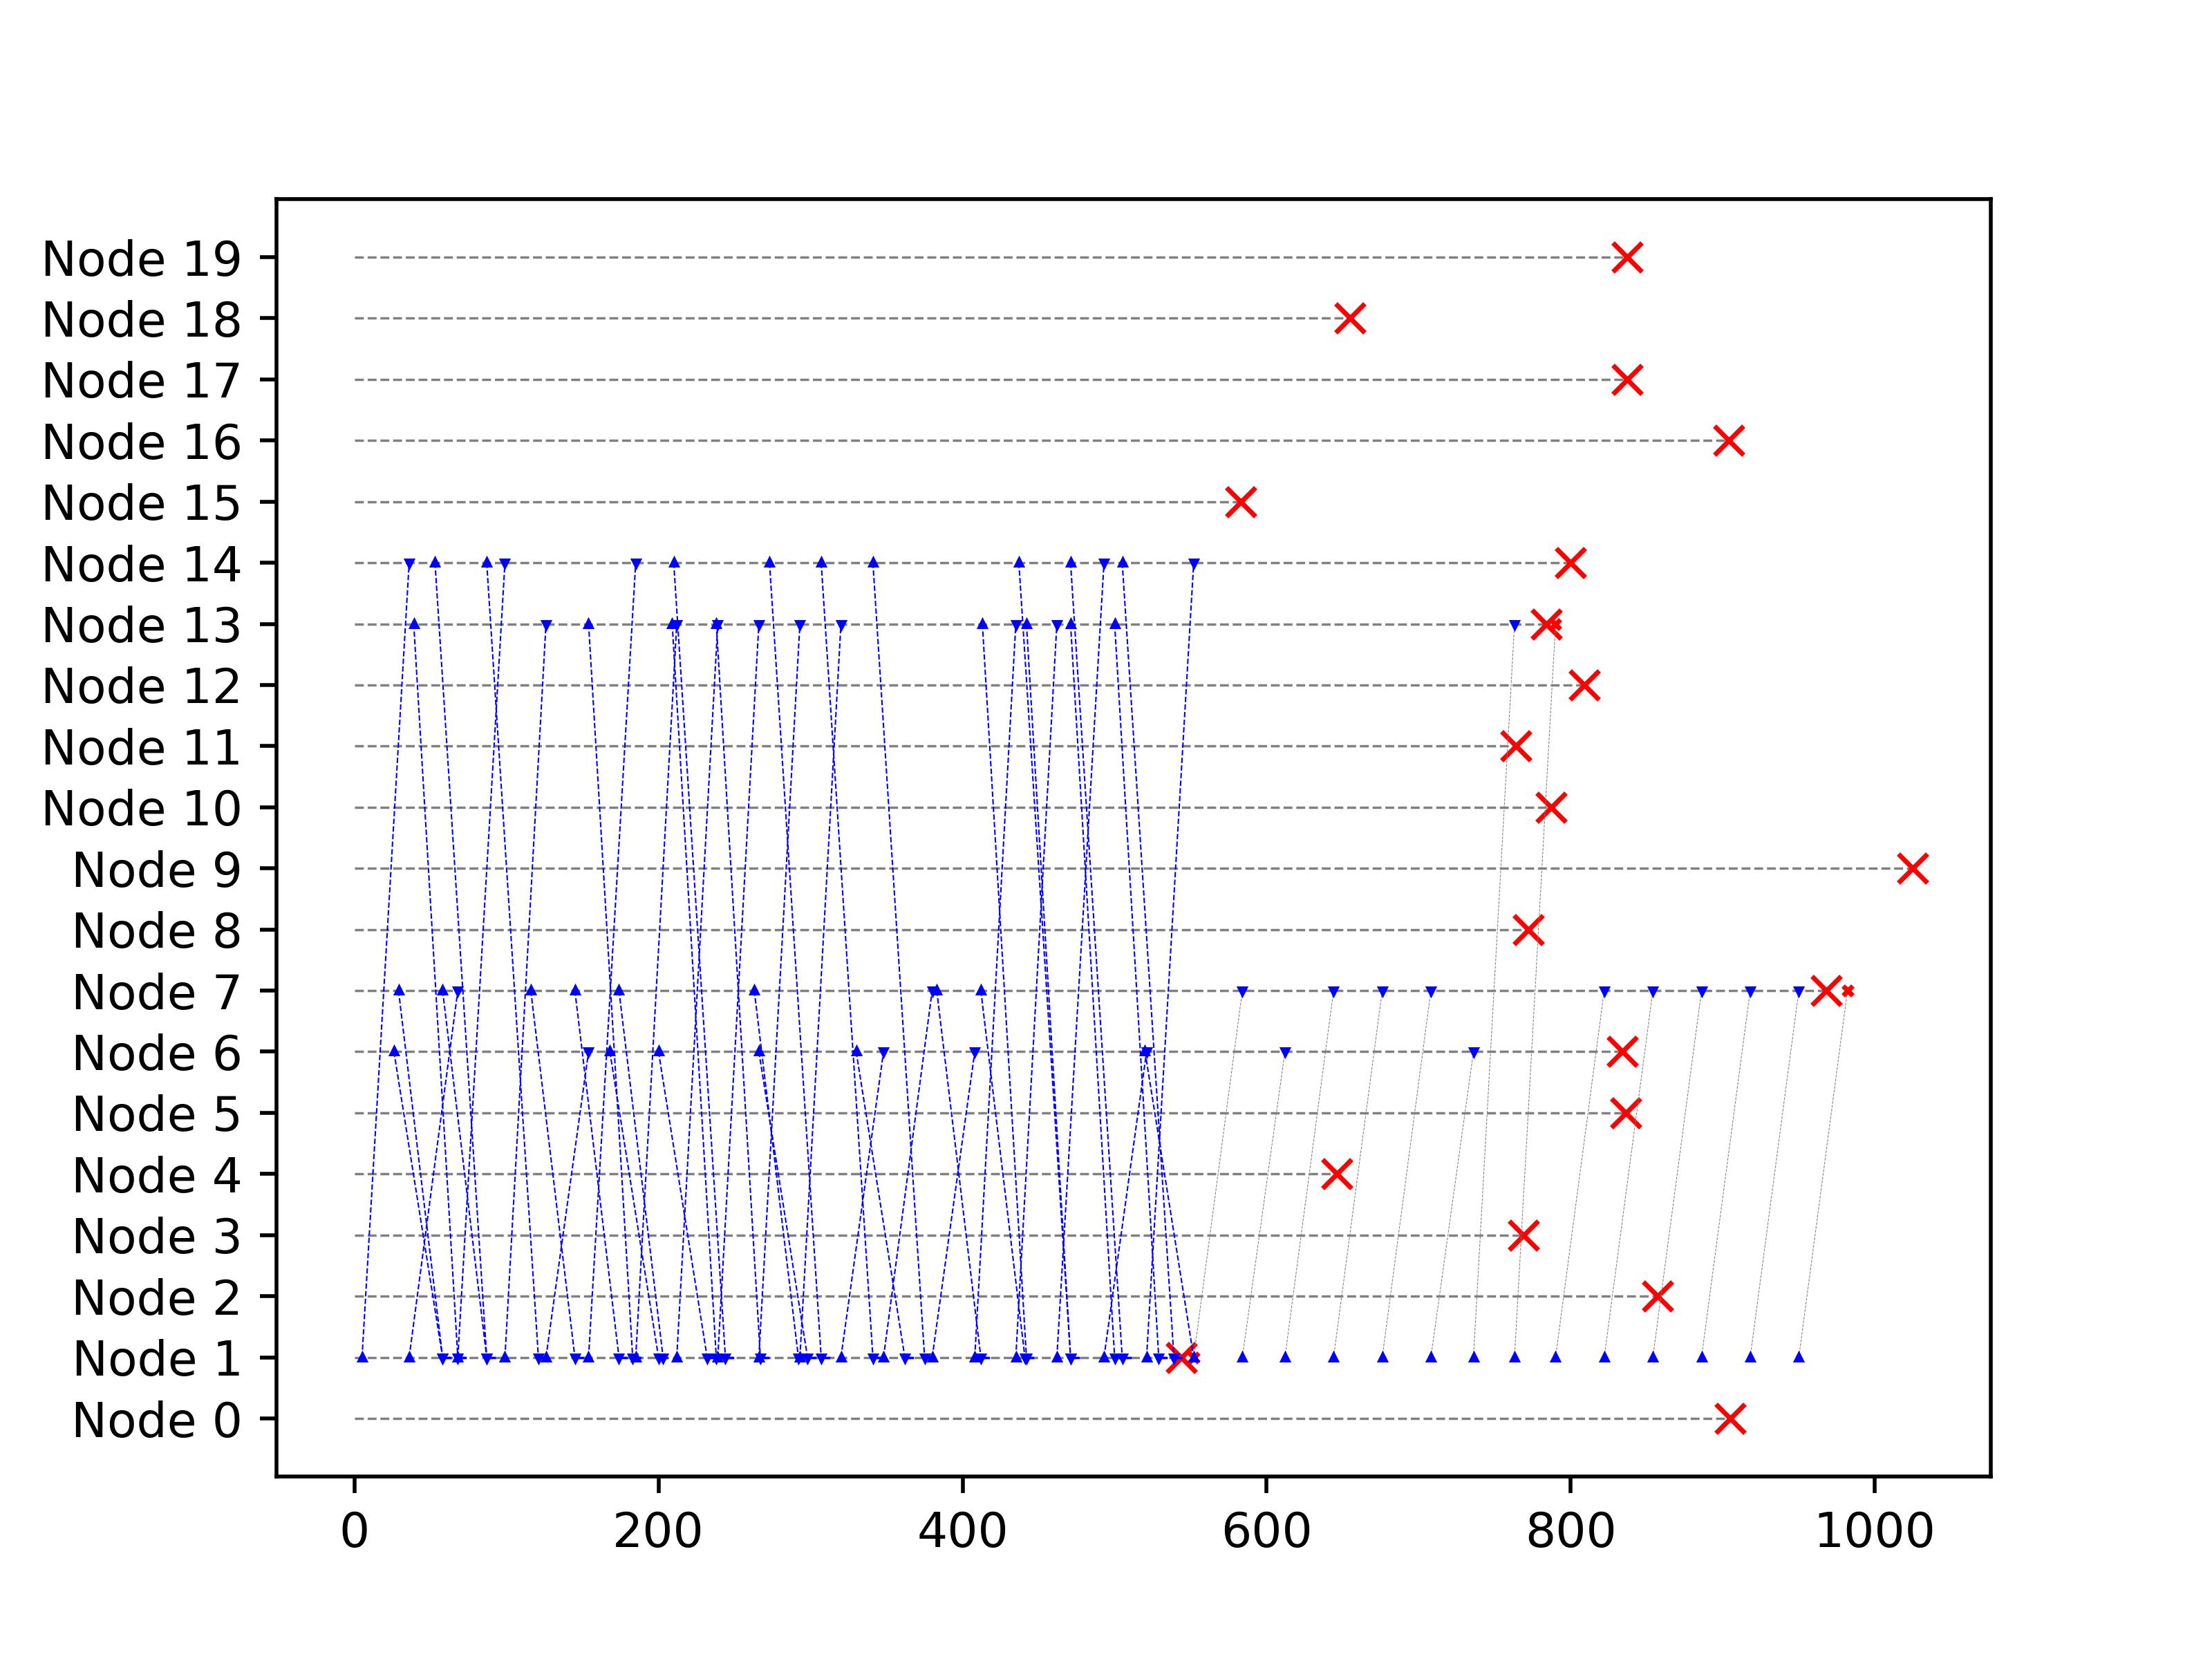 Node 19
Node 18
Node 17
Node 16
Node 15
Node 14
Node 13
Node 12
Node 11
Node 10
Node 9
Node 8
Node 7
Node 6
Node 5
Node 4
Node 3
Node 2
Node 1
Node 0
0 200 400 600 800 1000